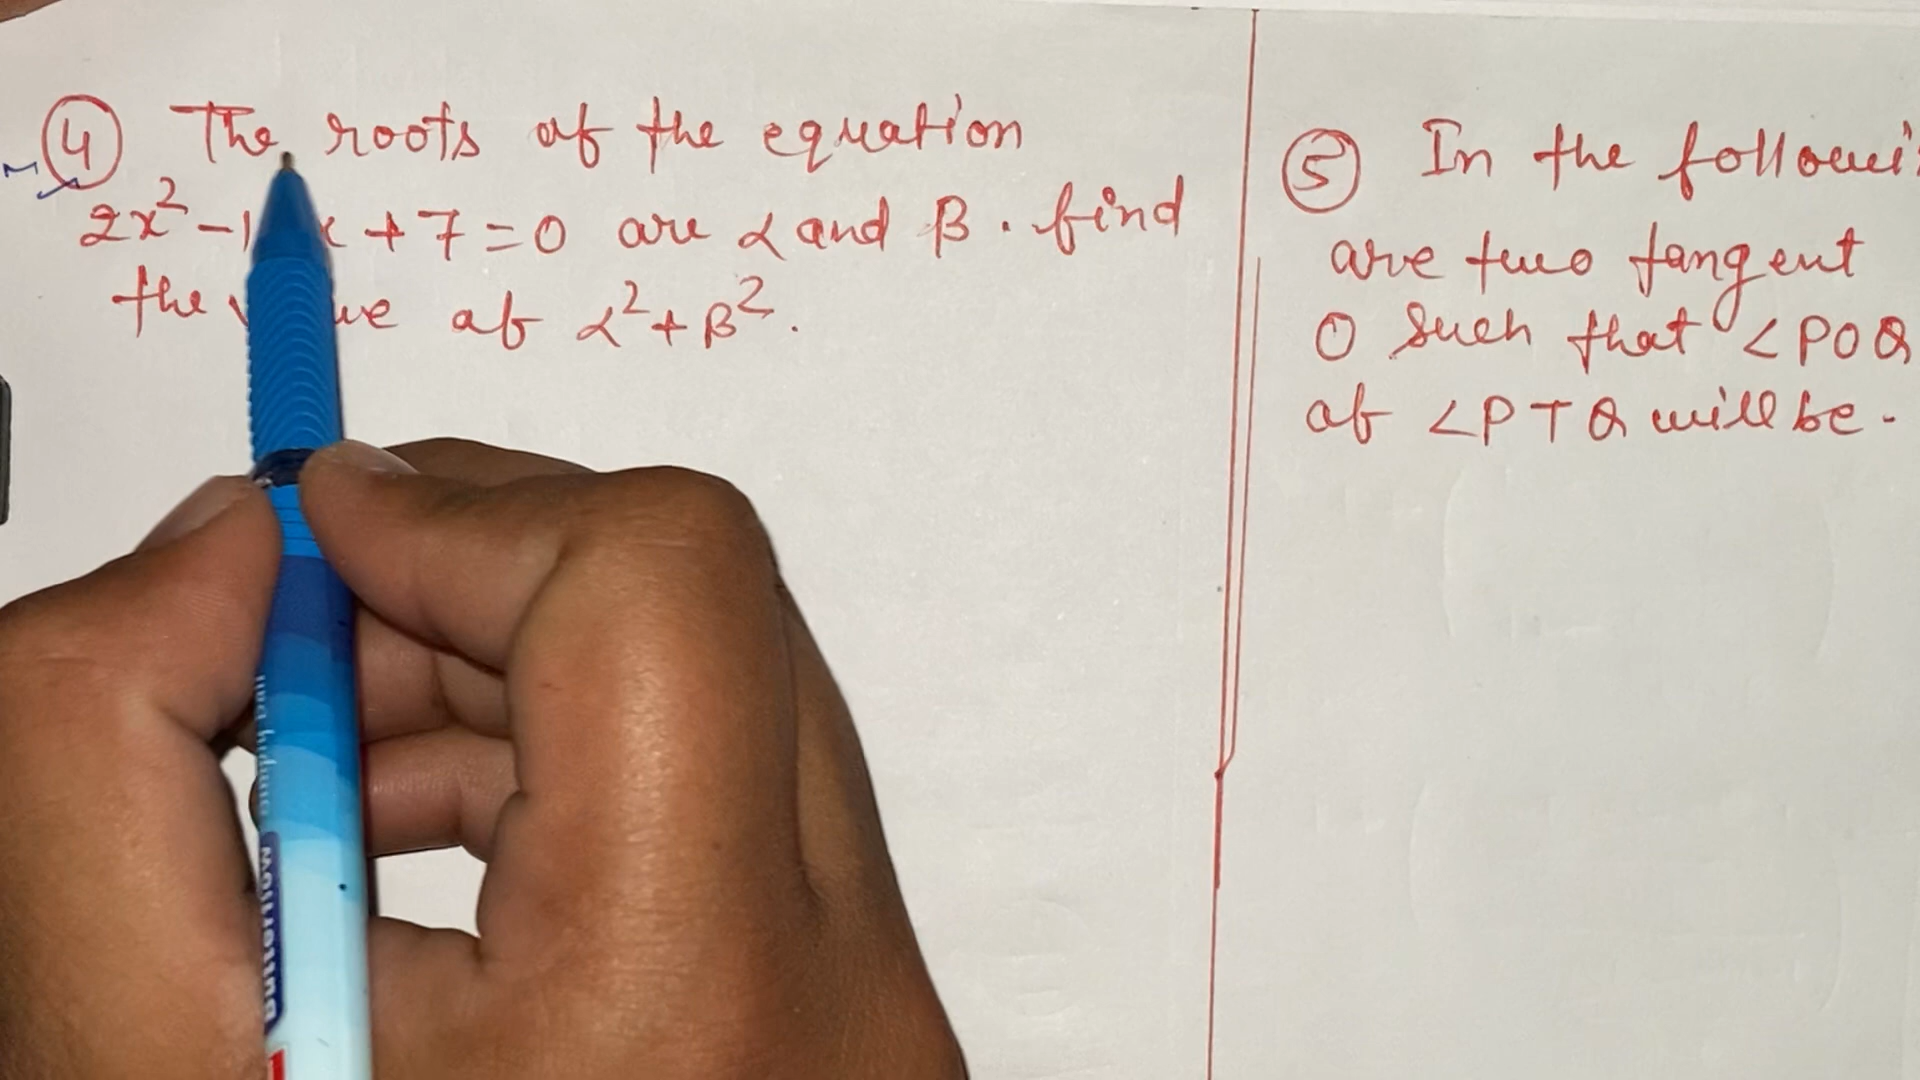 ④ The roots of the equation
2x² - 1 x + 7 = 0 are α and β. find
the of α² + β².
⑤ In the
are two tangent
O such that ∠POQ
of ∠PTQ will be.
Butterflow